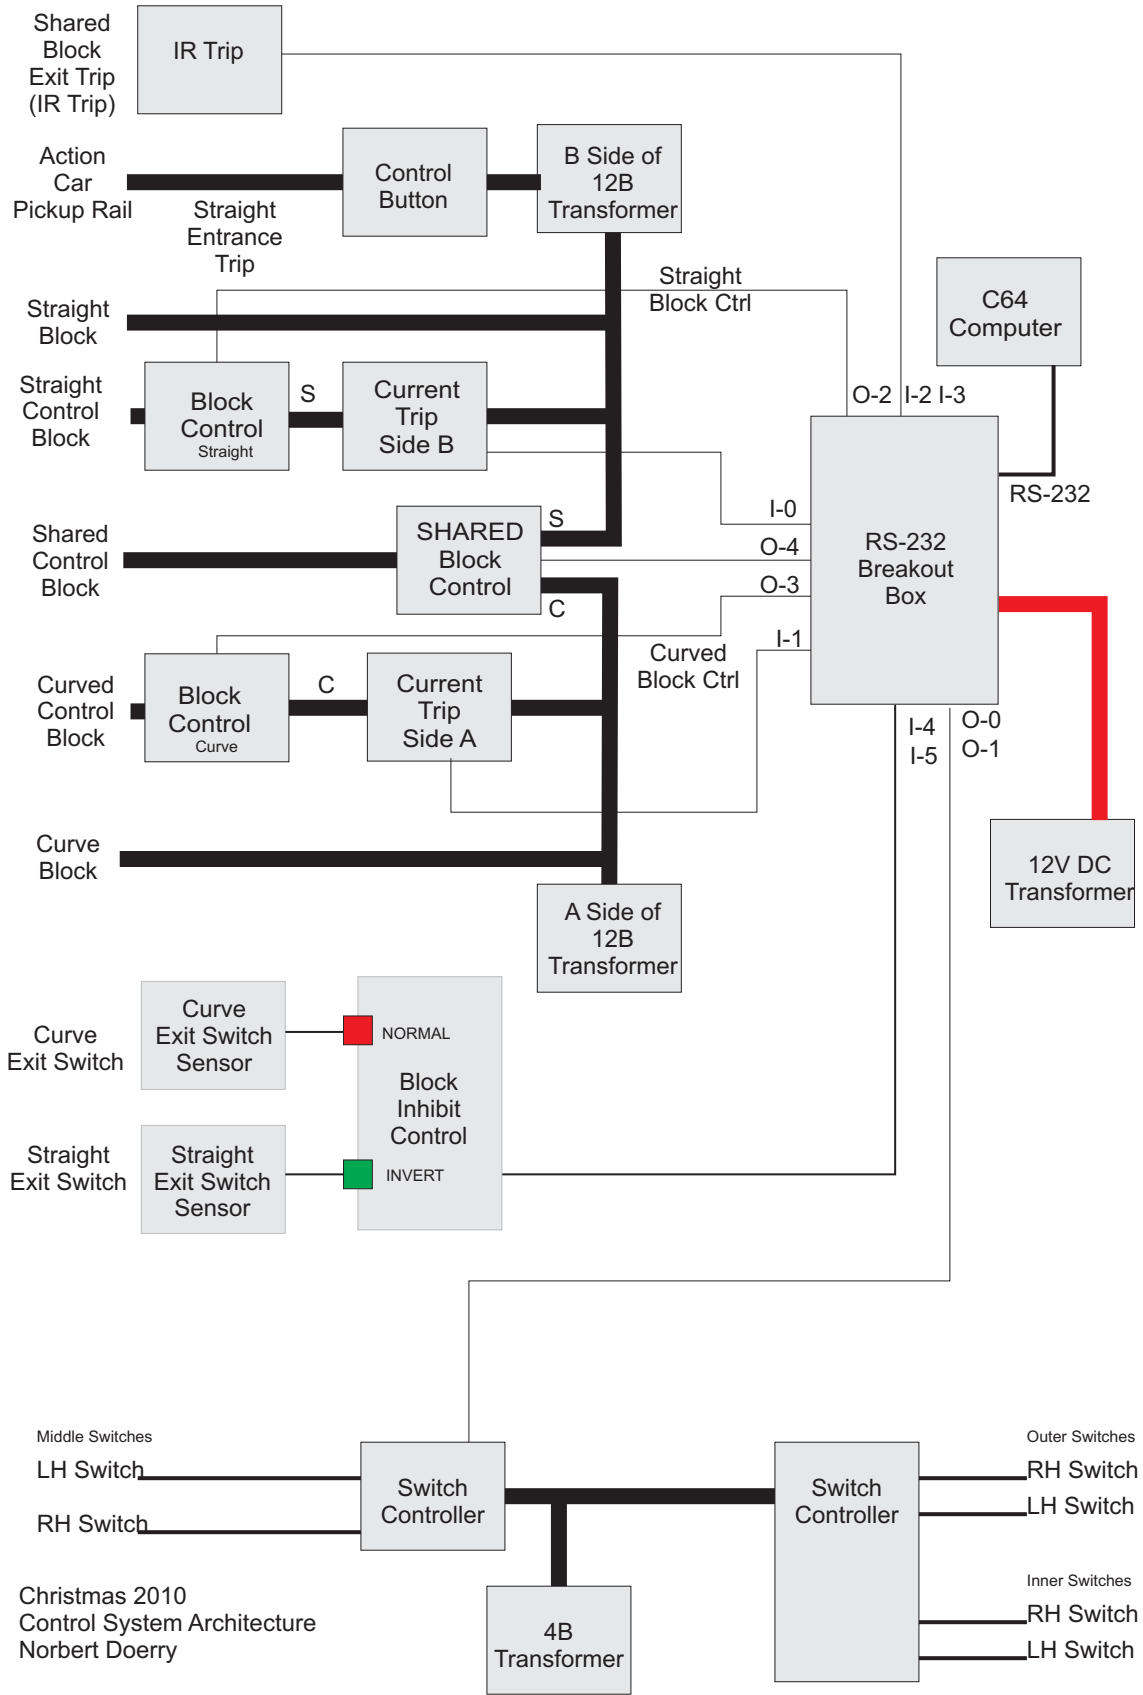 Shared
Block
Exit Trip
(IR Trip)
IR Trip
Action
Car
Pickup Rail
Control
Button
B Side of
12B
Transformer
Straight
Entrance
Trip
Straight
Block Ctrl
C64
Computer
Straight
Block
Straight
Control
Block
Block
Control
Straight
S
Current
Trip
Side B
O-2
I-2 I-3
RS-232
I-0
Shared
Control
Block
SHARED
Block
Control
S
C
O-4
O-3
I-1
RS-232
Breakout
Box
Curved
Block Ctrl
Curved
Control
Block
Block
Control
Curve
C
Current
Trip
Side A
I-4
I-5
O-0
O-1
Curve
Block
12V DC
Transformer
A Side of
12B
Transformer
Curve
Exit Switch
Curve
Exit Switch
Sensor
NORMAL
Block
Inhibit
Control
Straight
Exit Switch
Straight
Exit Switch
Sensor
INVERT
Middle Switches
LH Switch
RH Switch
Switch
Controller
Switch
Controller
Outer Switches
RH Switch
LH Switch
Inner Switches
RH Switch
LH Switch
4B
Transformer
Christmas 2010
Control System Architecture
Norbert Doerry